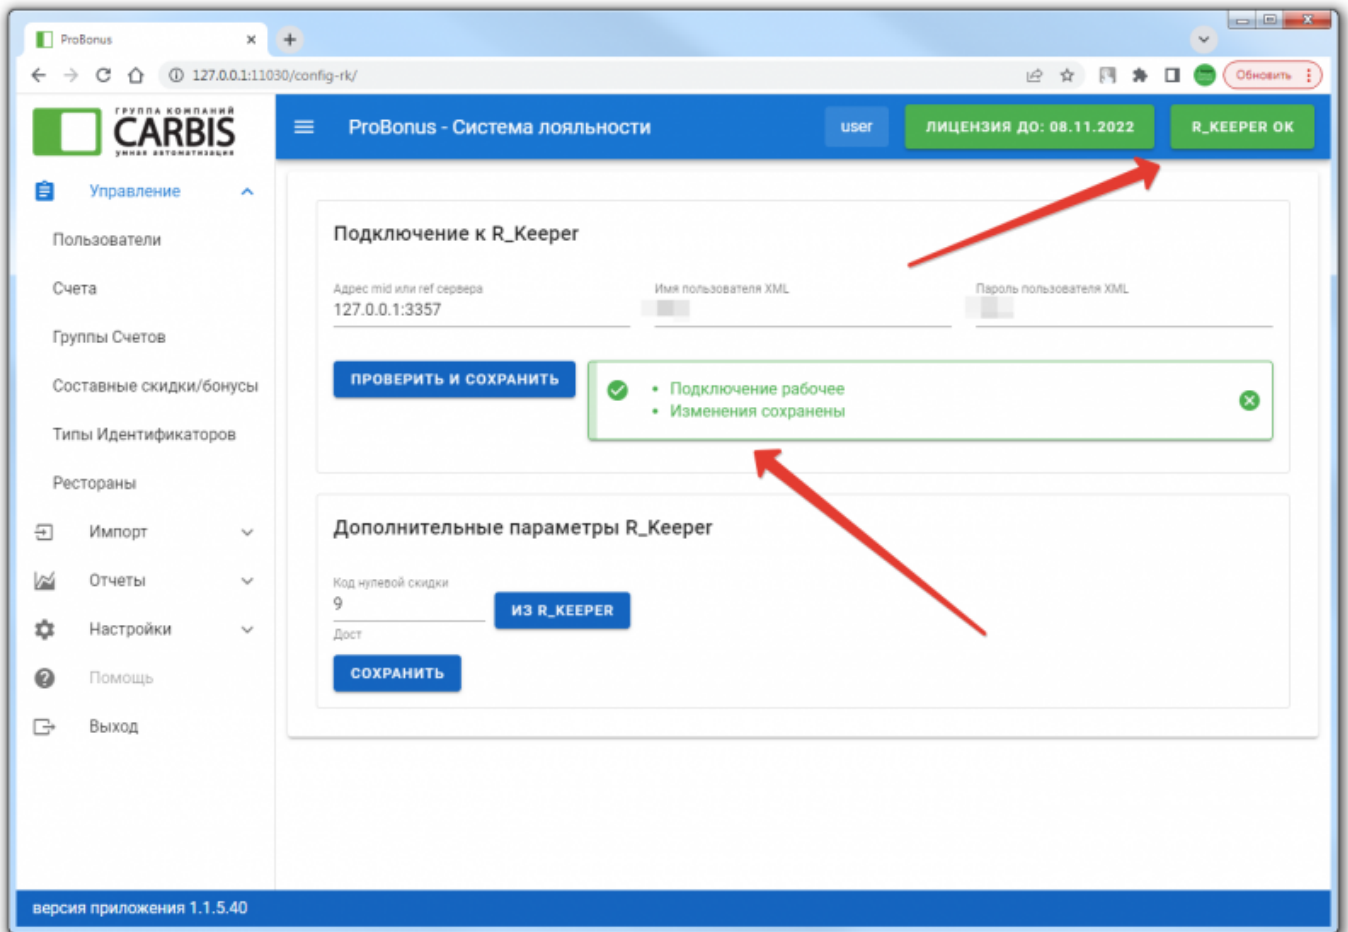 ProBonus
127.0.0.1:11030/config-rk/
Обновить
ГРУППА КОМПАНИЙ
CARBIS
УМНАЯ АВТОМАТИЗАЦИЯ
ProBonus - Система лояльности
user
ЛИЦЕНЗИЯ ДО: 08.11.2022
R_KEEPER OK
Управление
Пользователи
Счета
Группы Счетов
Составные скидки/бонусы
Типы Идентификаторов
Рестораны
Импорт
Отчеты
Настройки
Помощь
Выход
Подключение к R_Keeper
Адрес mid или ref сервера
127.0.0.1:3357
Имя пользователя XML
Пароль пользователя XML
ПРОВЕРИТЬ И СОХРАНИТЬ
• Подключение рабочее
• Изменения сохранены
Дополнительные параметры R_Keeper
Код нулевой скидки
9
ИЗ R_KEEPER
Дост
СОХРАНИТЬ
версия приложения 1.1.5.40